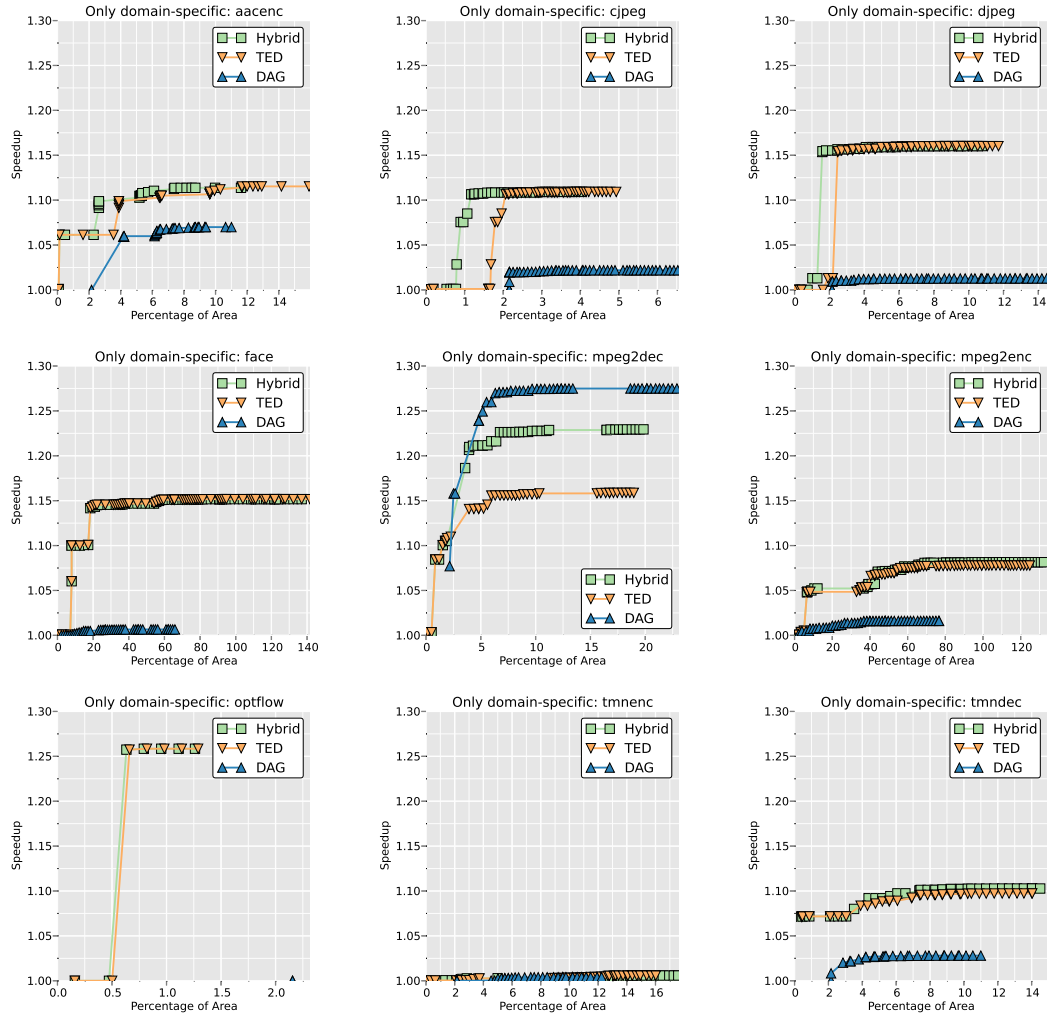 Only domain-specific: aacenc
1.30
1.25
1.20
1.15
1.10
1.05
1.00
Speedup
Hybrid
TED
DAG
0 2 4 6 8 10 12 14
Percentage of Area
Only domain-specific: cjpeg
1.30
1.25
1.20
1.15
1.10
1.05
1.00
Speedup
Hybrid
TED
DAG
0 1 2 3 4 5 6
Percentage of Area
Only domain-specific: djpeg
1.30
1.25
1.20
1.15
1.10
1.05
1.00
Speedup
Hybrid
TED
DAG
0 2 4 6 8 10 12 14
Percentage of Area
Only domain-specific: face
1.30
1.25
1.20
1.15
1.10
1.05
1.00
Speedup
Hybrid
TED
DAG
0 20 40 60 80 100 120 140
Percentage of Area
Only domain-specific: mpeg2dec
1.30
1.25
1.20
1.15
1.10
1.05
1.00
Speedup
Hybrid
TED
DAG
0 5 10 15 20
Percentage of Area
Only domain-specific: mpeg2enc
1.30
1.25
1.20
1.15
1.10
1.05
1.00
Speedup
Hybrid
TED
DAG
0 20 40 60 80 100 120
Percentage of Area
Only domain-specific: optflow
1.30
1.25
1.20
1.15
1.10
1.05
1.00
Speedup
Hybrid
TED
DAG
0.0 0.5 1.0 1.5 2.0
Percentage of Area
Only domain-specific: tmnenc
1.30
1.25
1.20
1.15
1.10
1.05
1.00
Speedup
Hybrid
TED
DAG
0 2 4 6 8 10 12 14 16
Percentage of Area
Only domain-specific: tmndec
1.30
1.25
1.20
1.15
1.10
1.05
1.00
Speedup
Hybrid
TED
DAG
0 2 4 6 8 10 12 14
Percentage of Area